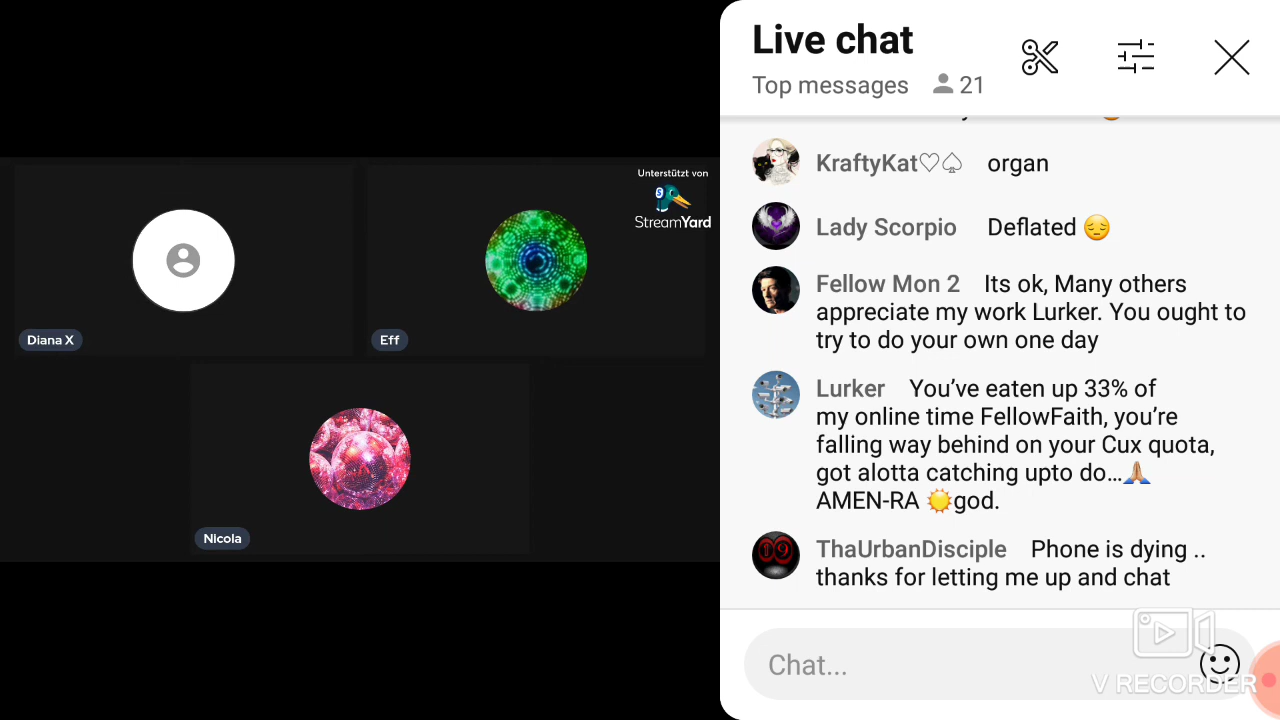 Unterstützt von
StreamYard
Diana X
Eff
Nicola
Live chat
Top messages 21
KraftyKat♡♤ organ
Lady Scorpio Deflated 😔
Fellow Mon 2 Its ok, Many others
appreciate my work Lurker. You ought to
try to do your own one day
Lurker You’ve eaten up 33% of
my online time FellowFaith, you’re
falling way behind on your Cux quota,
got alotta catching upto do…🙏🏽
AMEN-RA ☀️god.
ThaUrbanDisciple Phone is dying ..
thanks for letting me up and chat
Chat...
V RECORDER